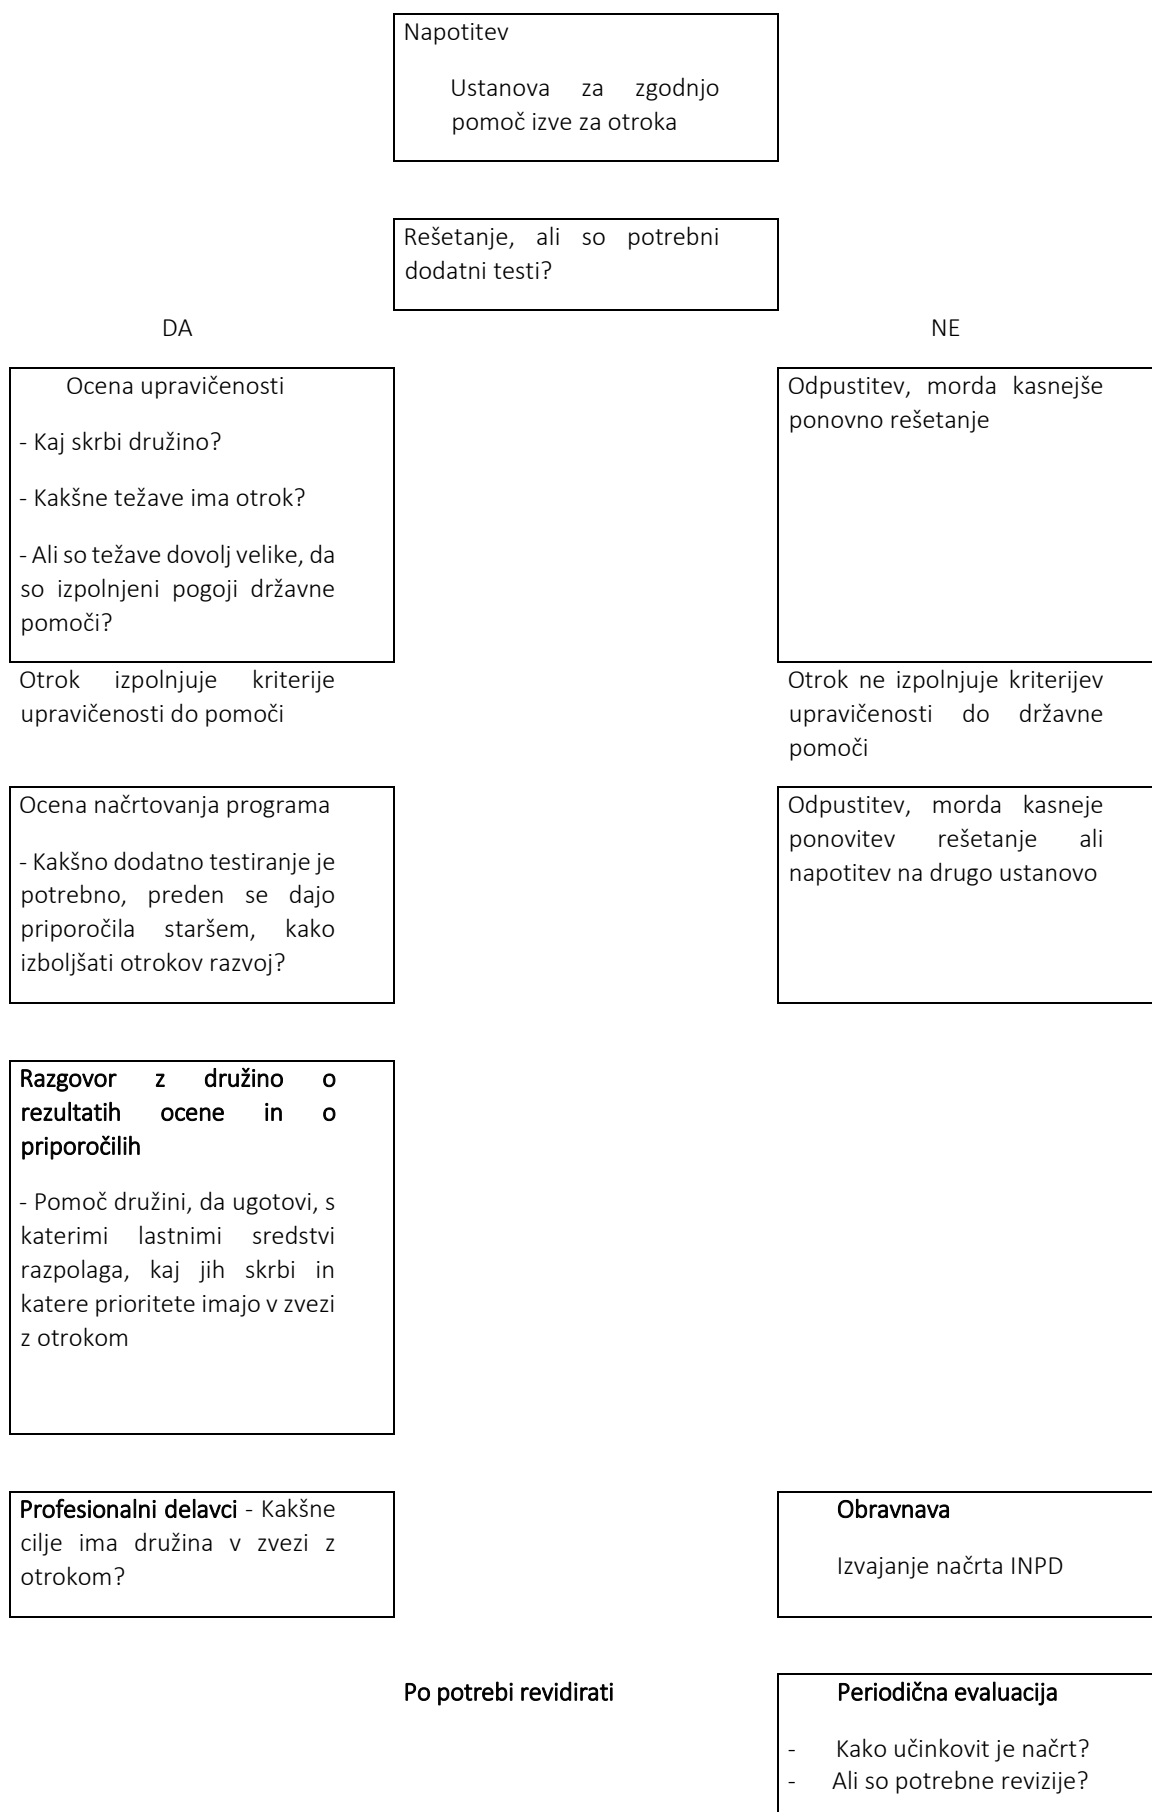 Napotitev
Ustanova za zgodnjo
pomoč izve za otroka
Rešetanje, ali so potrebni
dodatni testi?
DA
NE
Ocena upravičenosti
- Kaj skrbi družino?
- Kakšne težave ima otrok?
- Ali so težave dovolj velike, da
so izpolnjeni pogoji državne
pomoči?
Odpustitev, morda kasnejše
ponovno rešetanje
Otrok izpolnjuje kriterije
upravičenosti do pomoči
Otrok ne izpolnjuje kriterijev
upravičenosti do državne
pomoči
Ocena načrtovanja programa
- Kakšno dodatno testiranje je
potrebno, preden se dajo
priporočila staršem, kako
izboljšati otrokov razvoj?
Odpustitev, morda kasneje
ponovitev rešetanje ali
napotitev na drugo ustanovo
Razgovor z družino o
rezultatih ocene in o
priporočilih
- Pomoč družini, da ugotovi, s
katerimi lastnimi sredstvi
razpolaga, kaj jih skrbi in
katere prioritete imajo v zvezi
z otrokom
Profesionalni delavci - Kakšne
cilje ima družina v zvezi z
otrokom?
Obravnava
Izvajanje načrta INPD
Po potrebi revidirati
Periodična evaluacija
- Kako učinkovit je načrt?
- Ali so potrebne revizije?